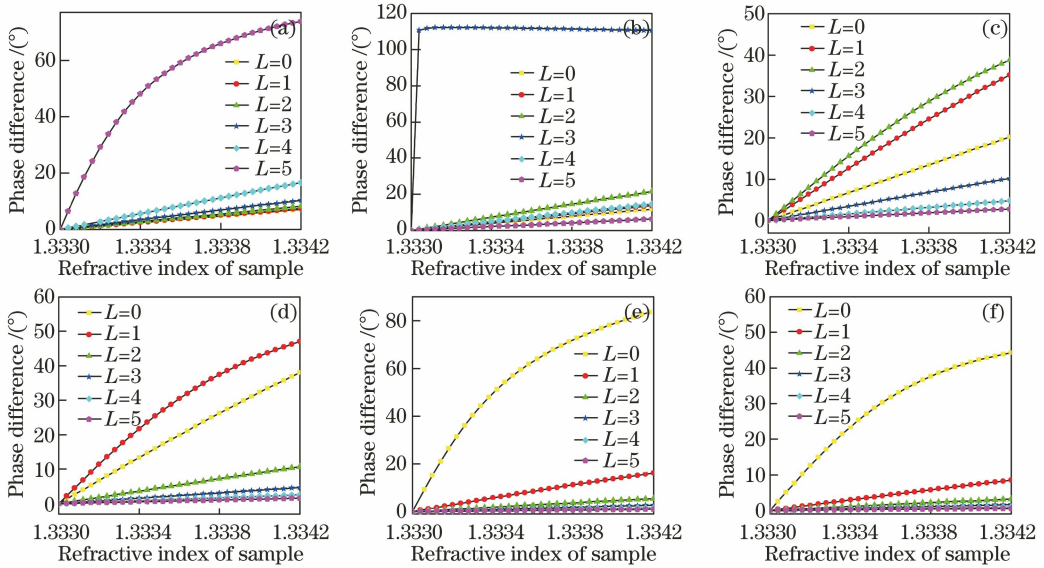 (a)
Phase difference /(°)
60
40
20
0
L=0
L=1
L=2
L=3
L=4
L=5
1.3330 1.3334 1.3338 1.3342
Refractive index of sample
(b)
Phase difference /(°)
120
100
80
60
40
20
0
L=0
L=1
L=2
L=3
L=4
L=5
1.3330 1.3334 1.3338 1.3342
Refractive index of sample
(c)
Phase difference /(°)
50
40
30
20
10
0
L=0
L=1
L=2
L=3
L=4
L=5
1.3330 1.3334 1.3338 1.3342
Refractive index of sample
(d)
Phase difference /(°)
60
50
40
30
20
10
0
L=0
L=1
L=2
L=3
L=4
L=5
1.3330 1.3334 1.3338 1.3342
Refractive index of sample
(e)
Phase difference /(°)
80
60
40
20
0
L=0
L=1
L=2
L=3
L=4
L=5
1.3330 1.3334 1.3338 1.3342
Refractive index of sample
(f)
Phase difference /(°)
60
50
40
30
20
10
0
L=0
L=1
L=2
L=3
L=4
L=5
1.3330 1.3334 1.3338 1.3342
Refractive index of sample